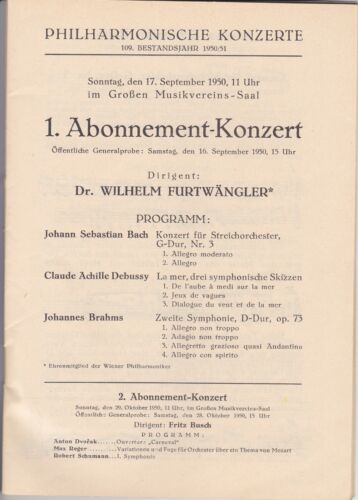 PHILHARMONISCHE KONZERTE
109. BESTANDSJAHR 1950/51
Sonntag, den 17. September 1950, 11 Uhr
im Großen Musikvereins-Saal
1. Abonnement-Konzert
Öffentliche Generalprobe: Samstag, den 16. September 1950, 15 Uhr
Dirigent:
Dr. WILHELM FURTWÄNGLER*
PROGRAMM:
Johann Sebastian Bach Konzert für Streichorchester,
G-Dur, Nr. 3
1. Allegro moderato
2. Allegro
Claude Achille Debussy La mer, drei symphonische Skizzen
1. De l'aube à medi sur la mer
2. Jeux de vagues
3. Dialogue du vent et de la mer
Johannes Brahms Zweite Symphonie, D-Dur, op. 73
1. Allegro non troppo
2. Adagio non troppo
3. Allegretto grazioso quasi Andantino
4. Allegro con spirito
* Ehrenmitglied der Wiener Philharmoniker
2. Abonnement-Konzert
Sonntag, den 29. Oktober 1950, 11 Uhr, im Großen Musikvereins-Saal
Öffentliche Generalprobe: Samstag, den 28. Oktober 1950, 15 Uhr
Dirigent: Fritz Busch
PROGRAMM:
Anton Dvořak Ouvertüre: „Carneval"
Max Reger Variationen und Fuge für Orchester über ein Thema von Mozart
Robert Schumann I. Symphonie